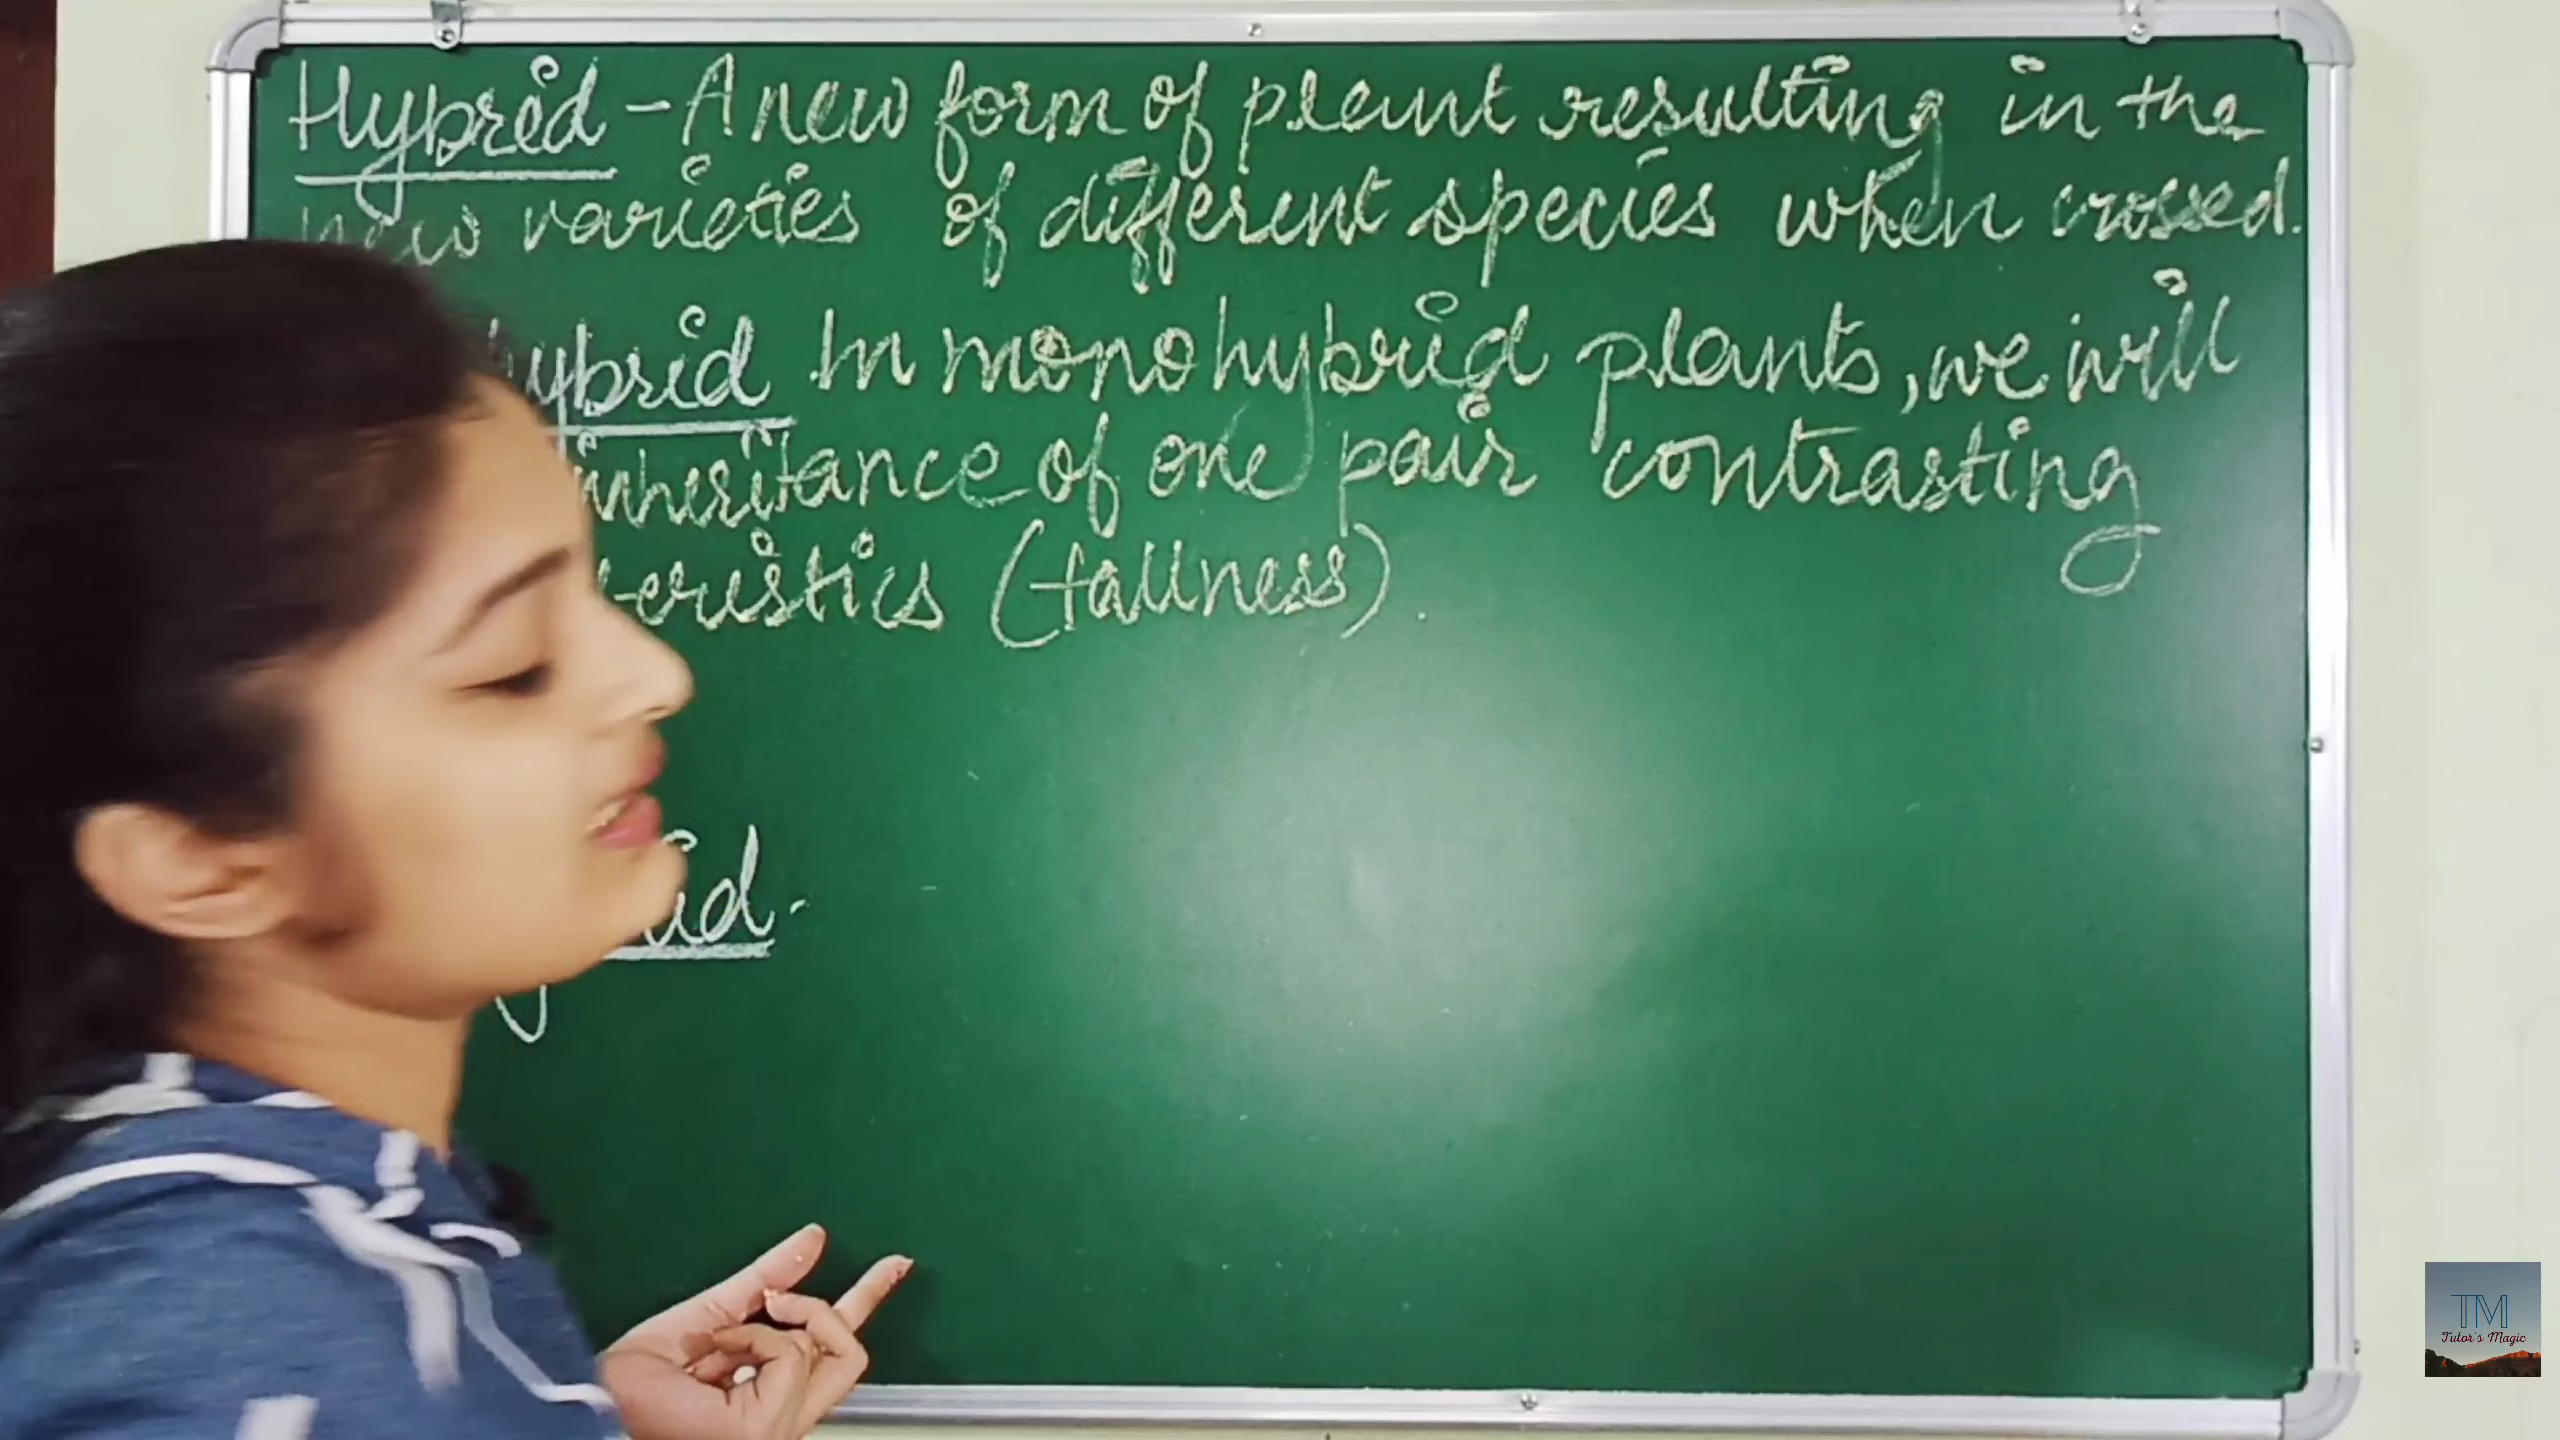 Hybrid - A new form of plant resulting in the
new varieties of different species when crossed.
hybrid In monohybrid plants, we will
inheritance of one pair contrasting
-eristics (tallness).
id -
TM
Tutor's Magic